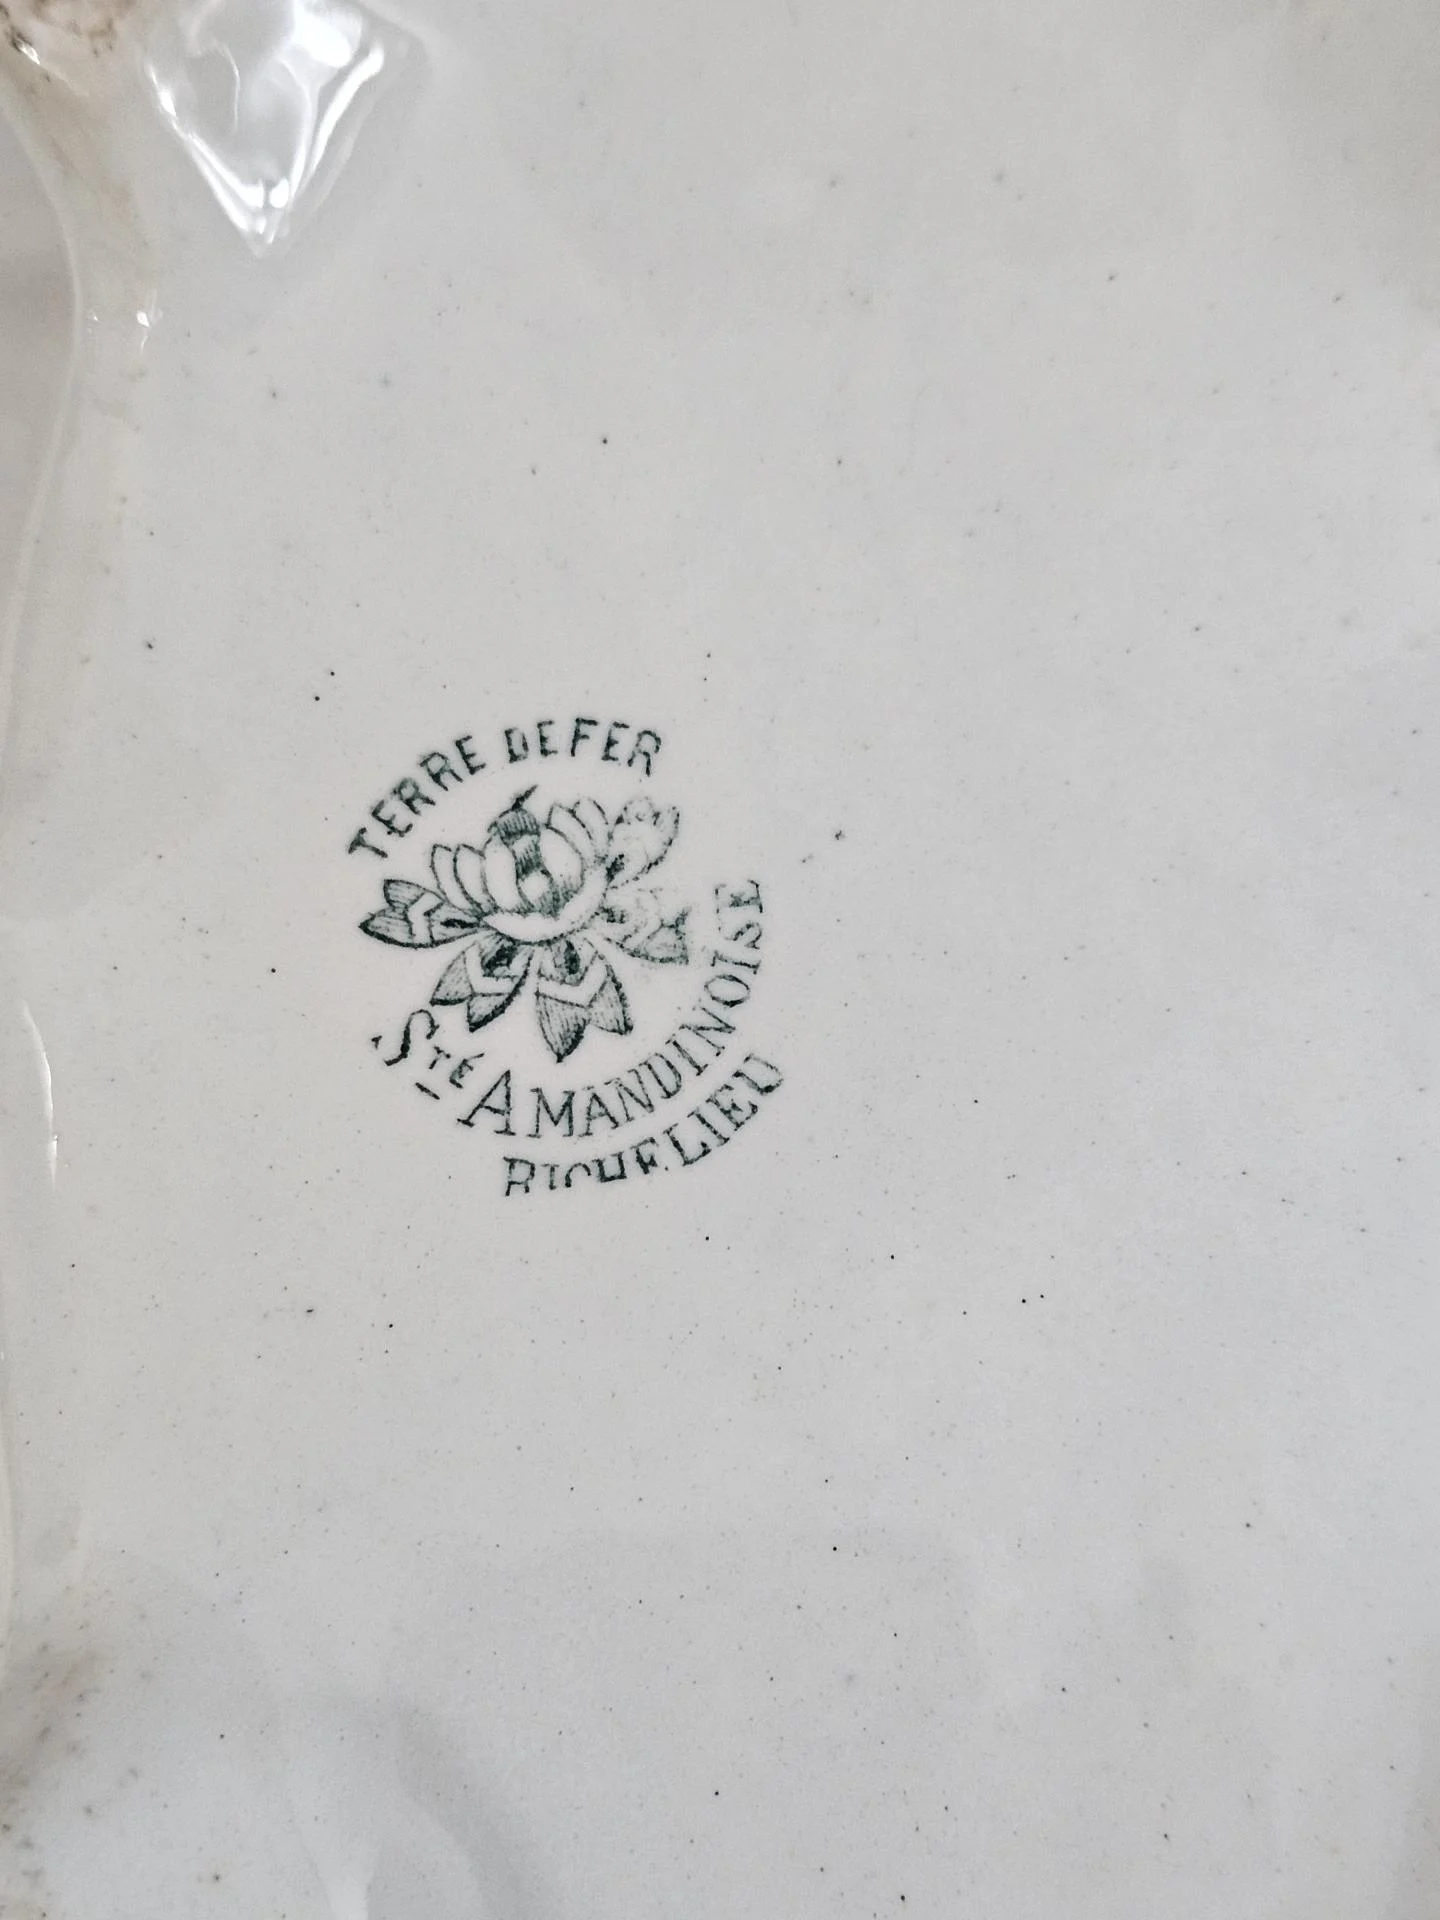 TERRE DE FER
STÉ AMANDINOISE
RICHELIEU